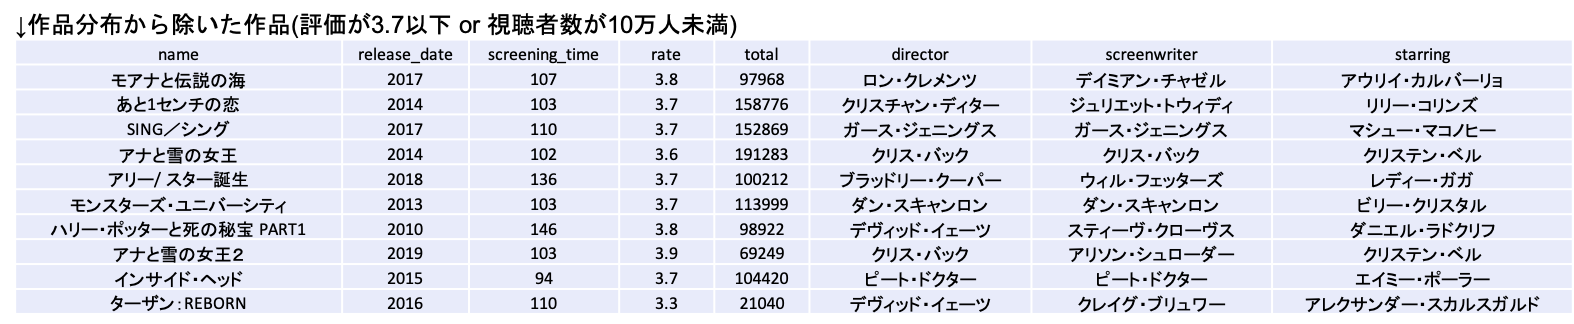 ↓作品分布から除いた作品(評価が3.7以下 or 視聴者数が10万人未満)
name release_date screening_time rate total director screenwriter starring
モアナと伝説の海 2017 107 3.8 97968 ロン・クレメンツ デイミアン・チャゼル アウリイ・カルバーリョ
あと1センチの恋 2014 103 3.7 158776 クリスチャン・ディター ジュリエット・トウィディ リリー・コリンズ
SING／シング 2017 110 3.7 152869 ガース・ジェニングス ガース・ジェニングス マシュー・マコノヒー
アナと雪の女王 2014 102 3.6 191283 クリス・バック クリス・バック クリステン・ベル
アリー/ スター誕生 2018 136 3.7 100212 ブラッドリー・クーパー ウィル・フェッターズ レディー・ガガ
モンスターズ・ユニバーシティ 2013 103 3.7 113999 ダン・スキャンロン ダン・スキャンロン ビリー・クリスタル
ハリー・ポッターと死の秘宝 PART1 2010 146 3.8 98922 デヴィッド・イェーツ スティーヴ・クローヴス ダニエル・ラドクリフ
アナと雪の女王２ 2019 103 3.9 69249 クリス・バック アリソン・シュローダー クリステン・ベル
インサイド・ヘッド 2015 94 3.7 104420 ピート・ドクター ピート・ドクター エイミー・ポーラー
ターザン：REBORN 2016 110 3.3 21040 デヴィッド・イェーツ クレイグ・ブリュワー アレクサンダー・スカルスガルド